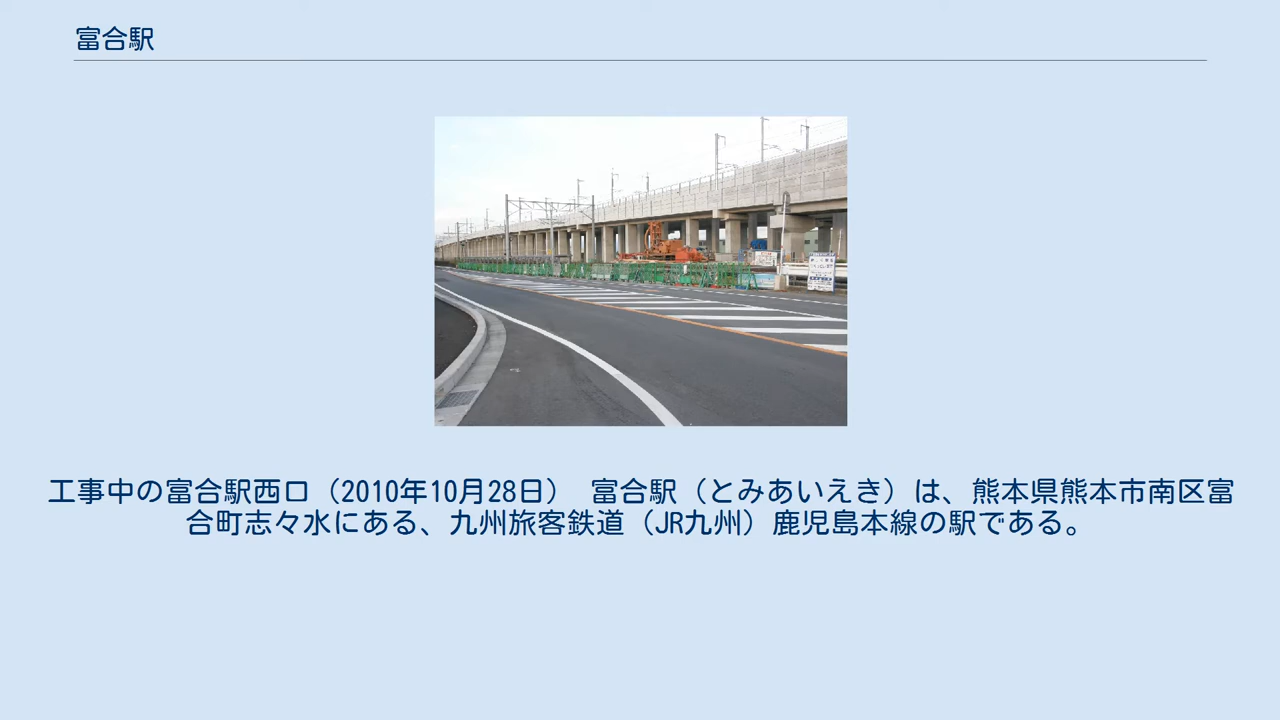 富合駅
工事中の富合駅西口（2010年10月28日） 富合駅（とみあいえき）は、熊本県熊本市南区富
合町志々水にある、九州旅客鉄道（JR九州）鹿児島本線の駅である。